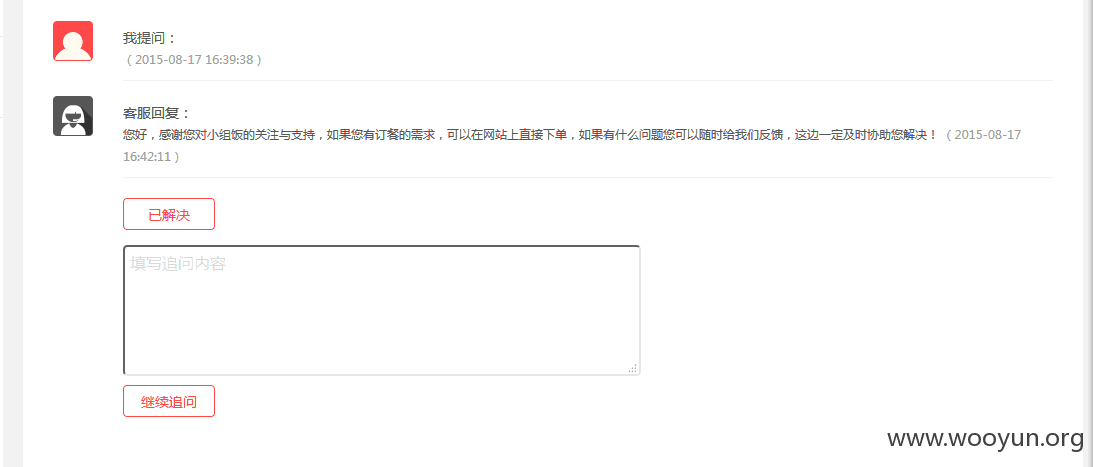 我提问：
（2015-08-17 16:39:38）
客服回复：
您好，感谢您对小组饭的关注与支持，如果您有订餐的需求，可以在网站上直接下单，如果有什么问题您可以随时给我们反馈，这边一定及时协助您解决！（2015-08-17
16:42:11）
已解决
填写追问内容
继续追问
www.wooyun.org